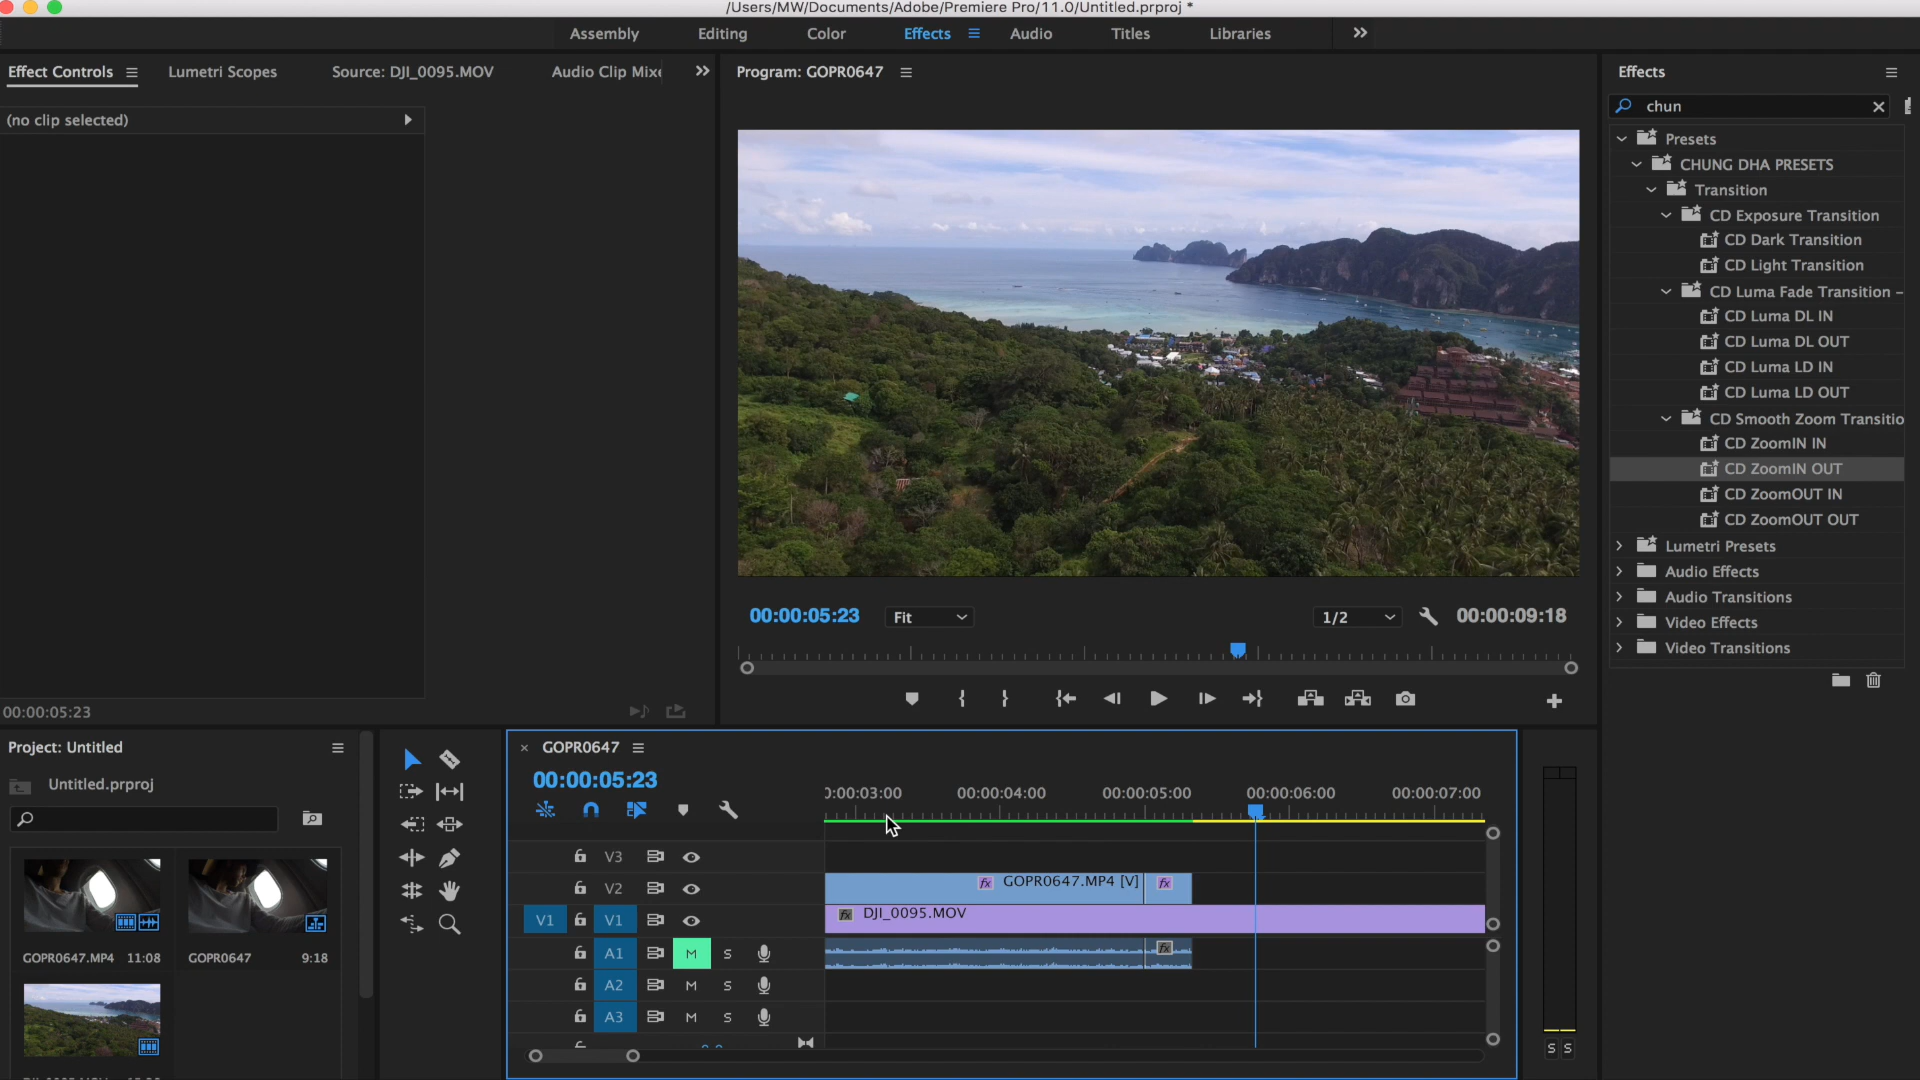 /Users/MW/Documents/Adobe/Premiere Pro/11.0/Untitled.prproj *
Assembly Editing Color Effects Audio Titles Libraries
Effect Controls Lumetri Scopes Source: DJI_0095.MOV Audio Clip Mixe
(no clip selected)
00:00:05:23
Program: GOPR0647
00:00:05:23 Fit 1/2 00:00:09:18
Effects
chun
Presets
CHUNG DHA PRESETS
Transition
CD Exposure Transition
CD Dark Transition
CD Light Transition
CD Luma Fade Transition –
CD Luma DL IN
CD Luma DL OUT
CD Luma LD IN
CD Luma LD OUT
CD Smooth Zoom Transitio
CD ZoomIN IN
CD ZoomIN OUT
CD ZoomOUT IN
CD ZoomOUT OUT
Lumetri Presets
Audio Effects
Audio Transitions
Video Effects
Video Transitions
Project: Untitled
Untitled.prproj
GOPR0647.MP4 11:08
GOPR0647 9:18
GOPR0647
00:00:05:23
0:00:03:00 00:00:04:00 00:00:05:00 00:00:06:00 00:00:07:00
V3
V2 fx GOPR0647.MP4 [V] fx
V1 V1 fx DJI_0095.MOV
A1 M S fx
A2 M S
A3 M S
S S